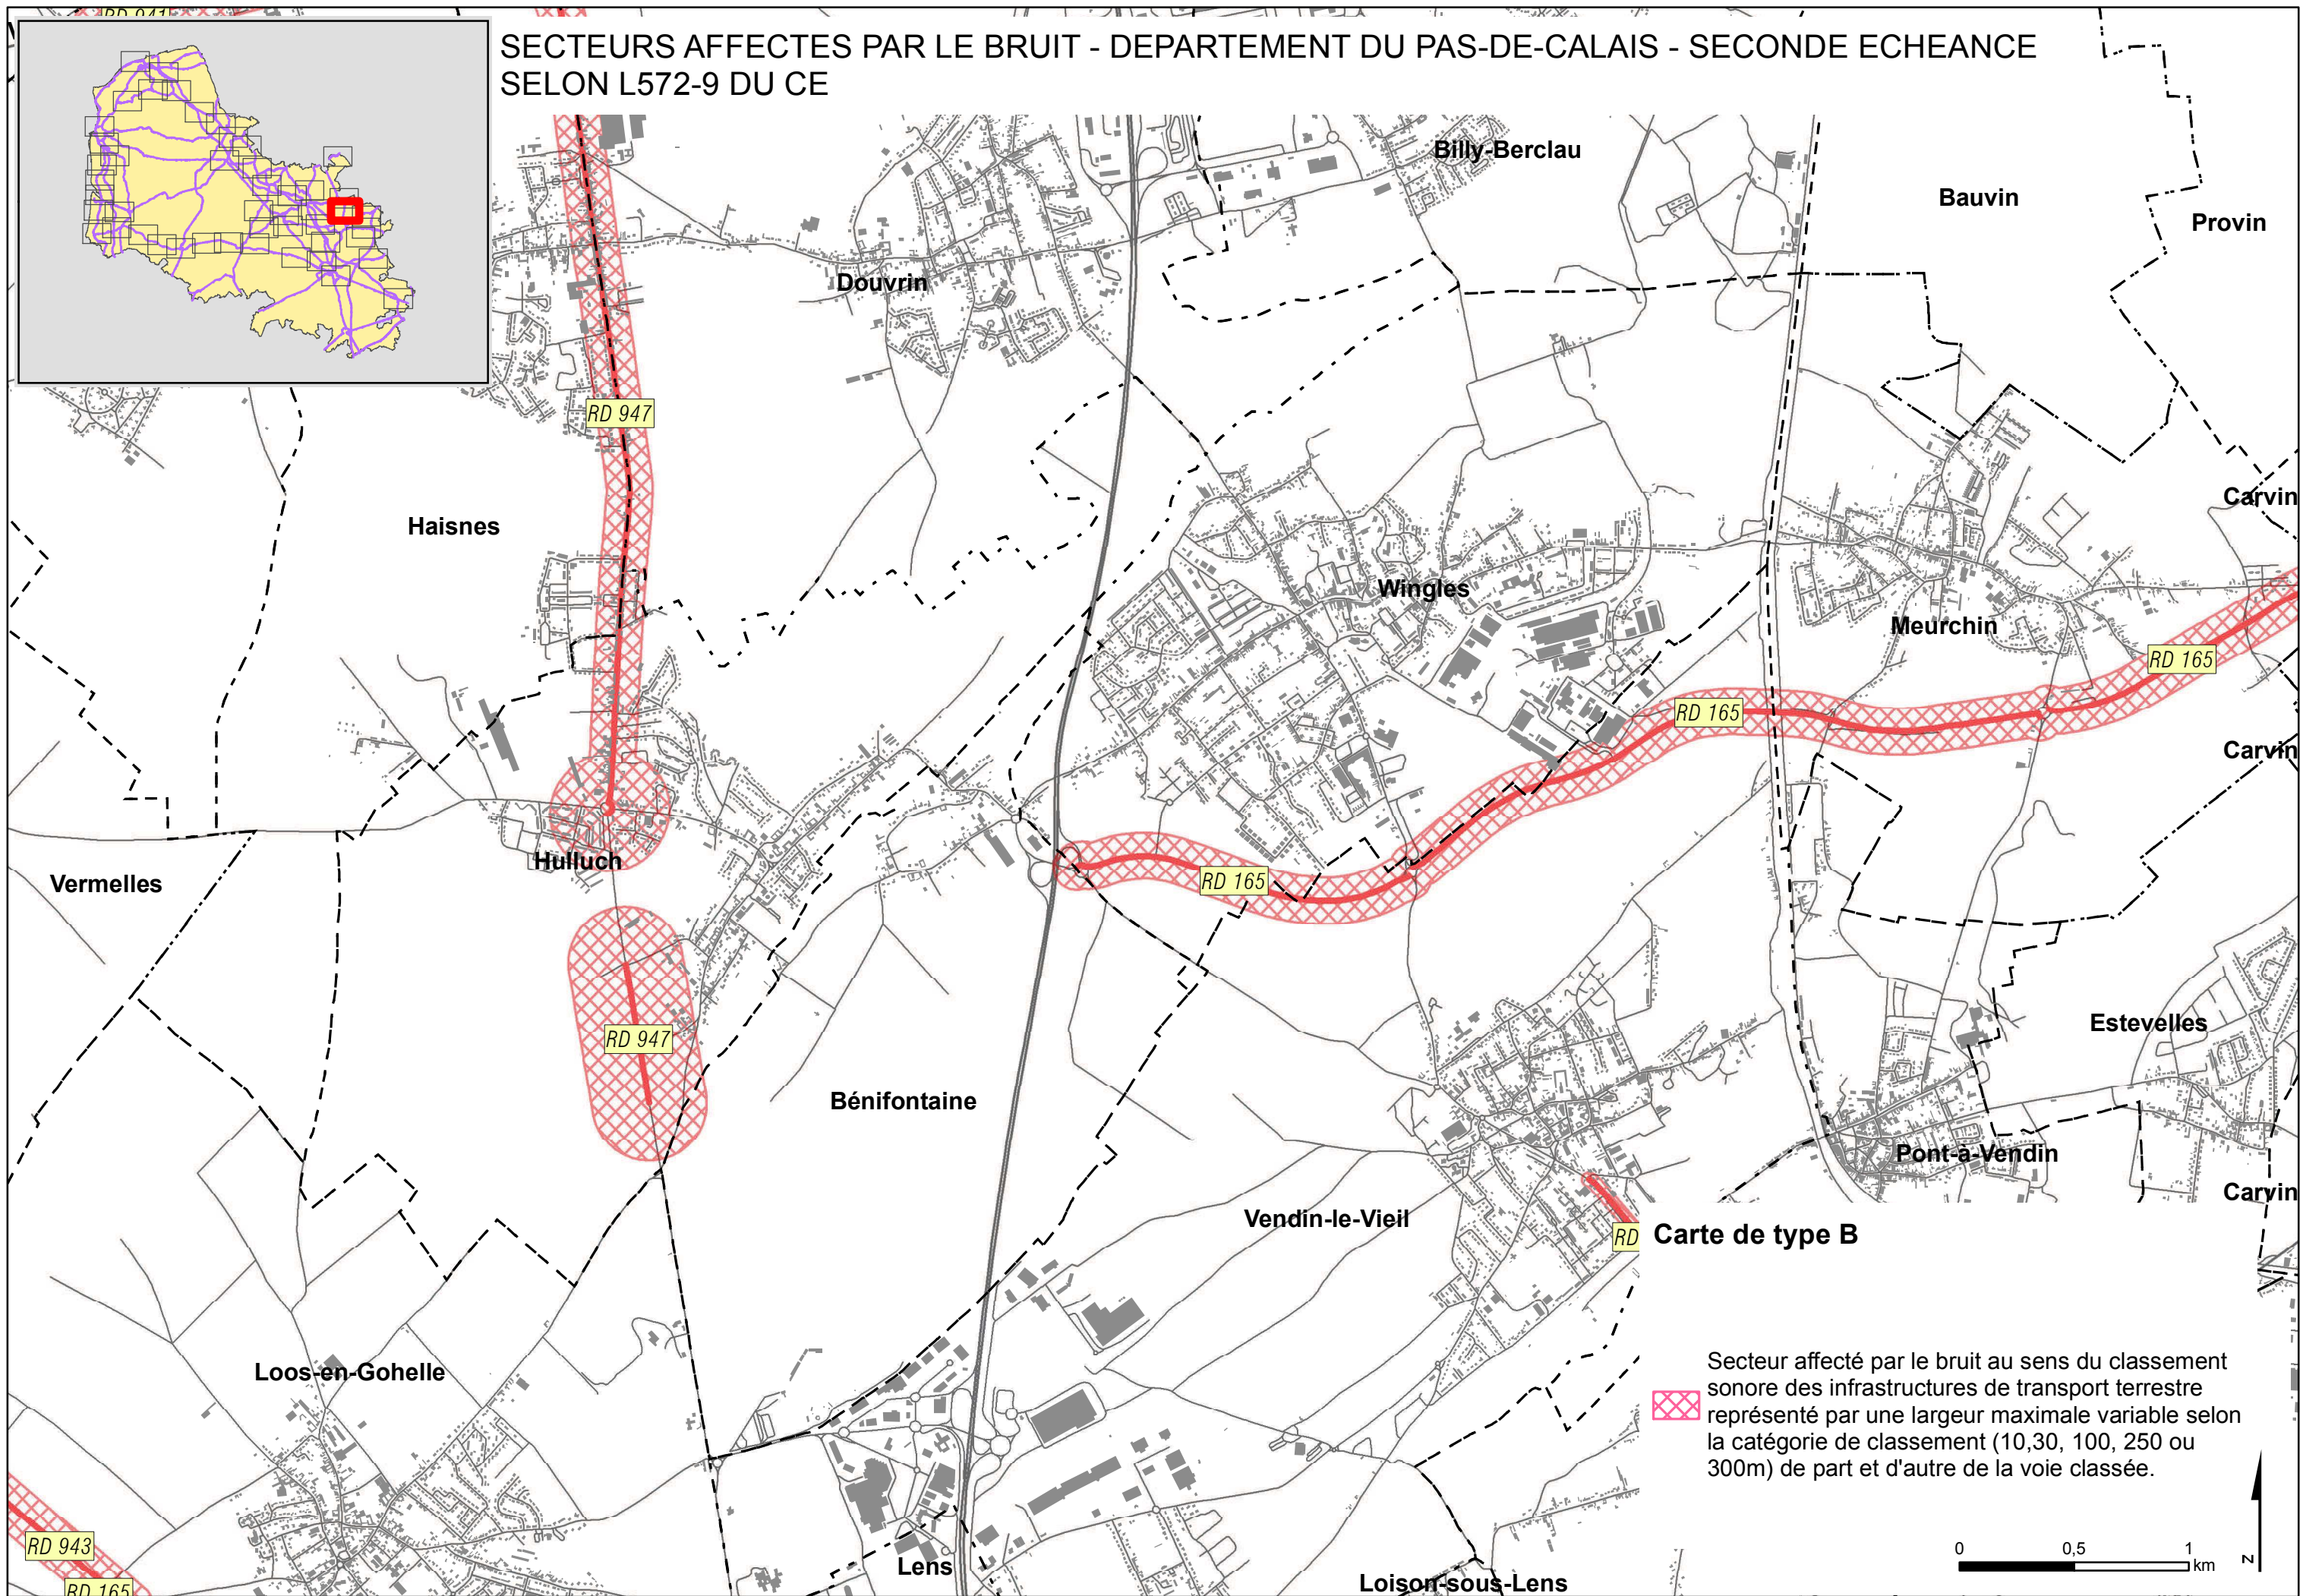 RD 941
SECTEURS AFFECTES PAR LE BRUIT - DEPARTEMENT DU PAS-DE-CALAIS - SECONDE ECHEANCE
SELON L572-9 DU CE
Billy-Berclau
Bauvin
Provin
Douvrin
RD 947
Carvin
Haisnes
Wingles
Meurchin
RD 165
RD 165
Carvin
Hulluch
Vermelles
RD 165
Estevelles
RD 947
Bénifontaine
Pont-à-Vendin
Carvin
Vendin-le-Vieil
RD
Carte de type B
Loos-en-Gohelle
Secteur affecté par le bruit au sens du classement
sonore des infrastructures de transport terrestre
représenté par une largeur maximale variable selon
la catégorie de classement (10,30, 100, 250 ou
300m) de part et d'autre de la voie classée.
RD 943
Lens
0 0,5 1
km
N
Loison-sous-Lens
RD 165